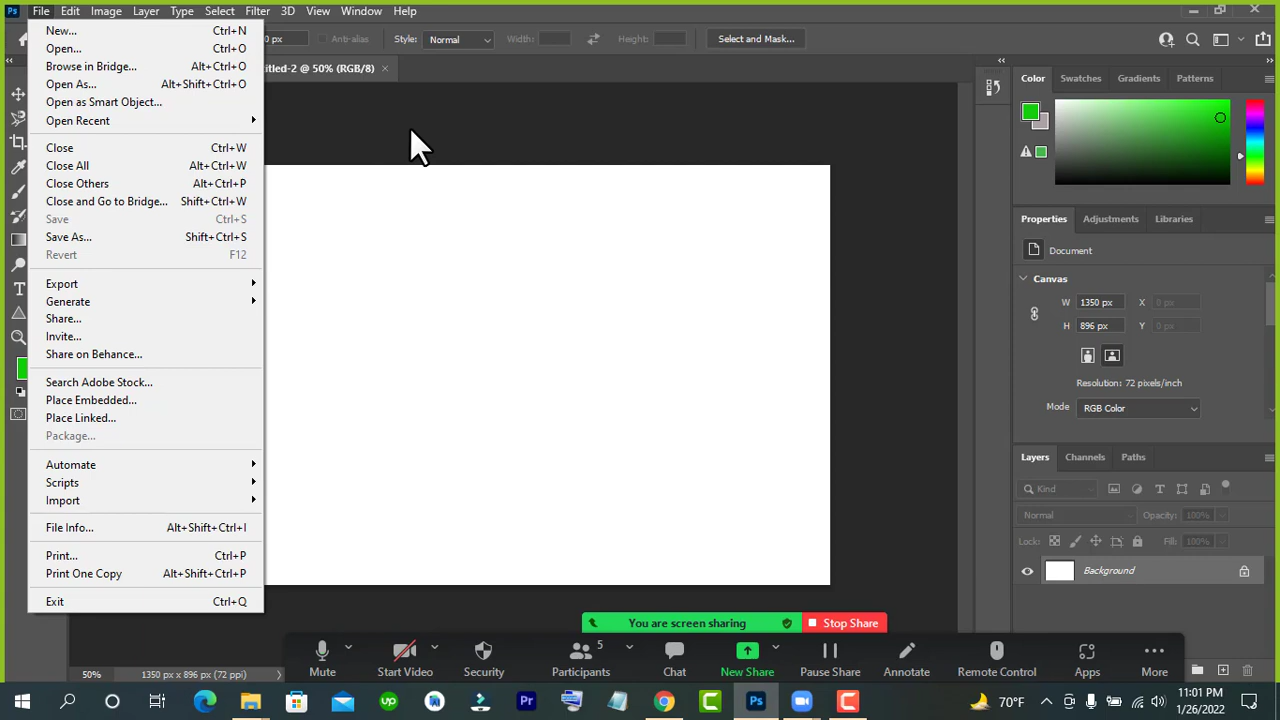 Ps File Edit Image Layer Type Select Filter 3D View Window Help
0 px Anti-alias Style: Normal Width: Height: Select and Mask...
titled-2 @ 50% (RGB/8) ×
New... Ctrl+N
Open... Ctrl+O
Browse in Bridge... Alt+Ctrl+O
Open As... Alt+Shift+Ctrl+O
Open as Smart Object...
Open Recent
Close Ctrl+W
Close All Alt+Ctrl+W
Close Others Alt+Ctrl+P
Close and Go to Bridge... Shift+Ctrl+W
Save Ctrl+S
Save As... Shift+Ctrl+S
Revert F12
Export
Generate
Share...
Invite...
Share on Behance...
Search Adobe Stock...
Place Embedded...
Place Linked...
Package...
Automate
Scripts
Import
File Info... Alt+Shift+Ctrl+I
Print... Ctrl+P
Print One Copy Alt+Shift+Ctrl+P
Exit Ctrl+Q
Color Swatches Gradients Patterns
Properties Adjustments Libraries
Document
Canvas
W 1350 px X 0 px
H 896 px Y 0 px
Resolution: 72 pixels/inch
Mode RGB Color
Layers Channels Paths
Kind
Normal Opacity: 100%
Lock: Fill: 100%
Background
You are screen sharing Stop Share
50% 1350 px x 896 px (72 ppi)
Mute Start Video Security Participants 5 Chat New Share Pause Share Annotate Remote Control Apps More
up Pr C Ps 70°F 11:01 PM
1/26/2022